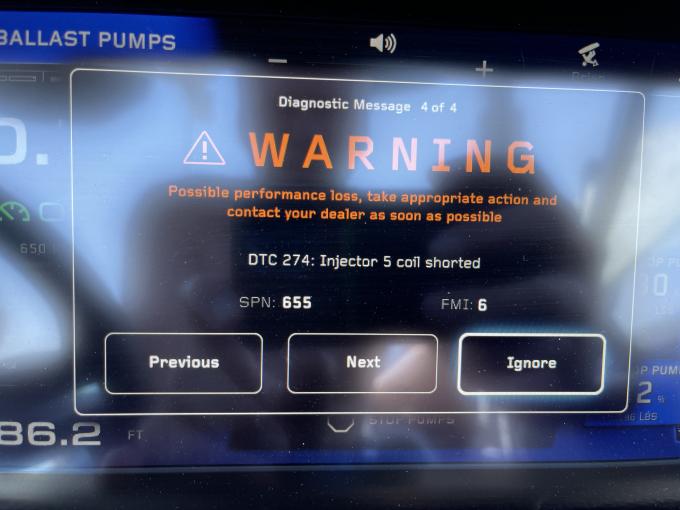 BALLAST PUMPS
Diagnostic Message 4 of 4
WARNING
Possible performance loss, take appropriate action and
contact your dealer as soon as possible
DTC 274: Injector 5 coil shorted
SPN: 655 FMI: 6
Previous Next Ignore
650
86.2 FT
STOP PUMPS
2 %
LBS